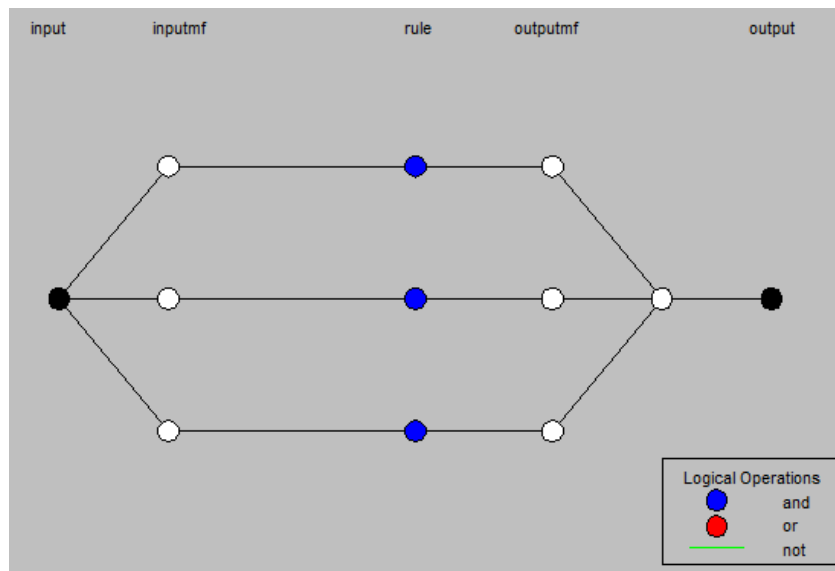 input inputmf rule outputmf output
Logical Operations
and
or
not